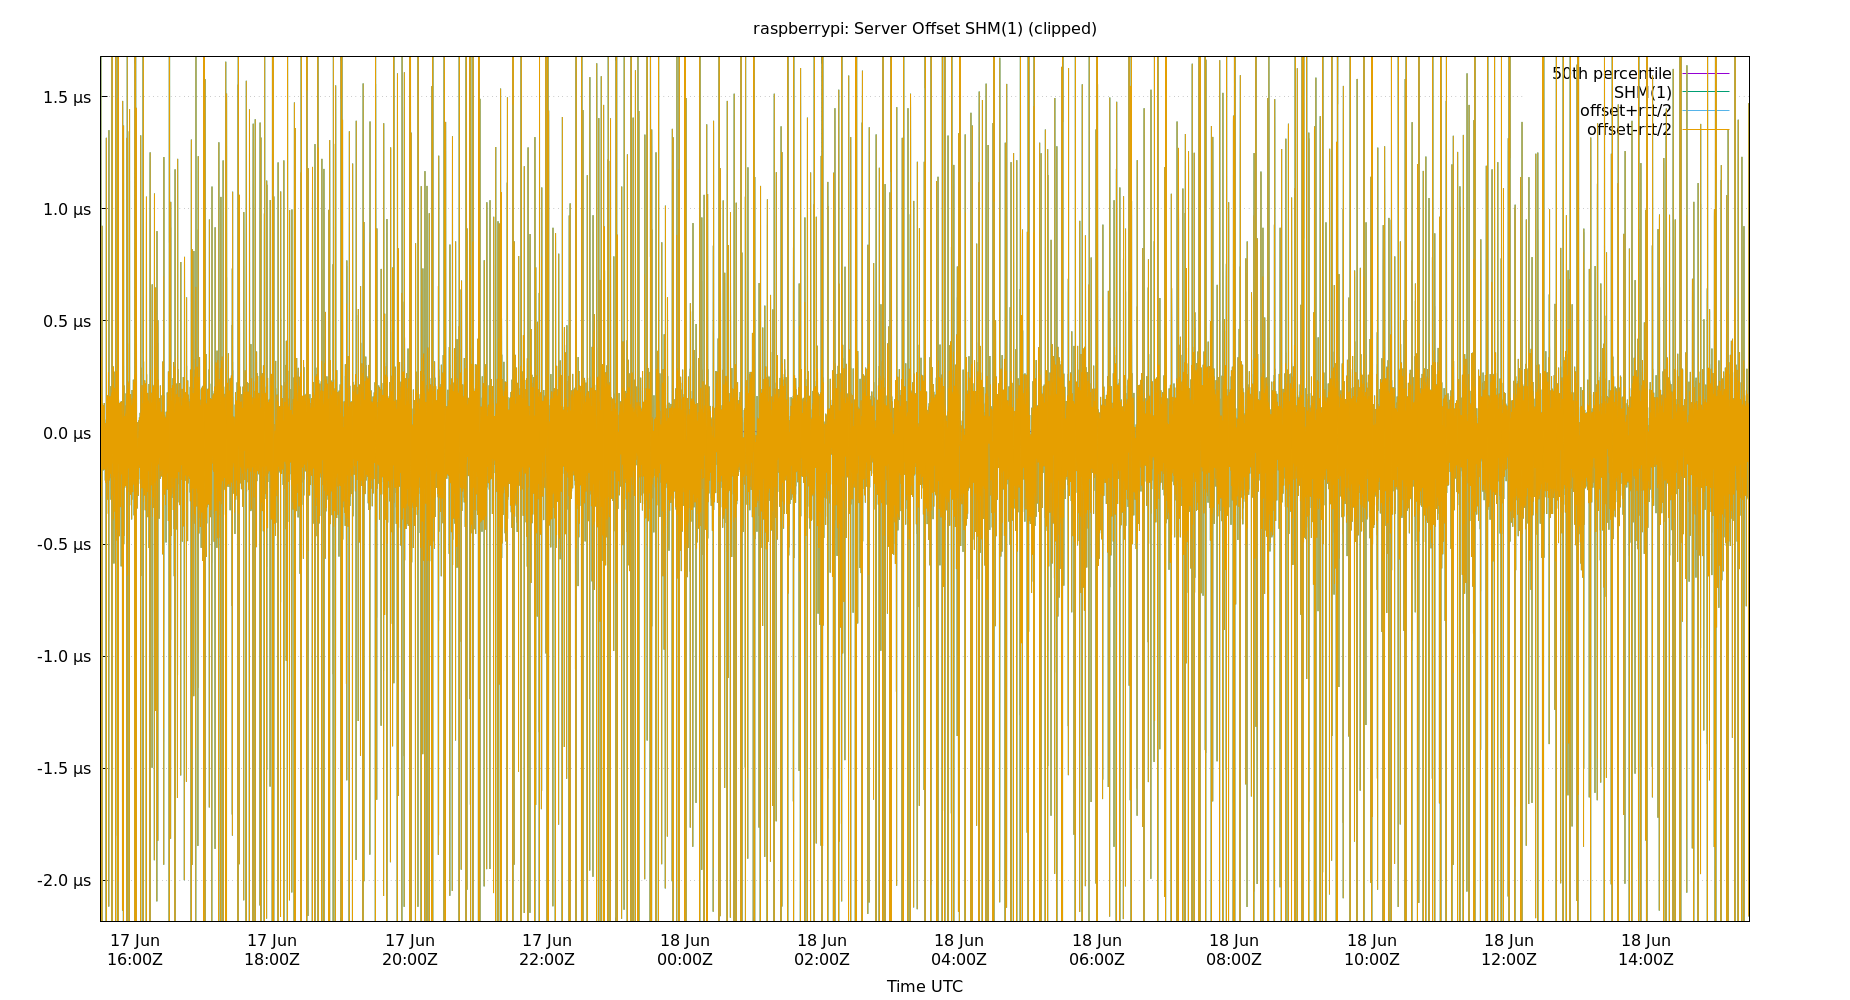 raspberrypi: Server Offset SHM(1) (clipped)
50th percentile
SHM(1)
offset+rtt/2
offset-rtt/2
1.5 µs
1.0 µs
0.5 µs
0.0 µs
-0.5 µs
-1.0 µs
-1.5 µs
-2.0 µs
17 Jun 17 Jun 17 Jun 17 Jun 18 Jun 18 Jun 18 Jun 18 Jun 18 Jun 18 Jun 18 Jun 18 Jun
16:00Z 18:00Z 20:00Z 22:00Z 00:00Z 02:00Z 04:00Z 06:00Z 08:00Z 10:00Z 12:00Z 14:00Z
Time UTC